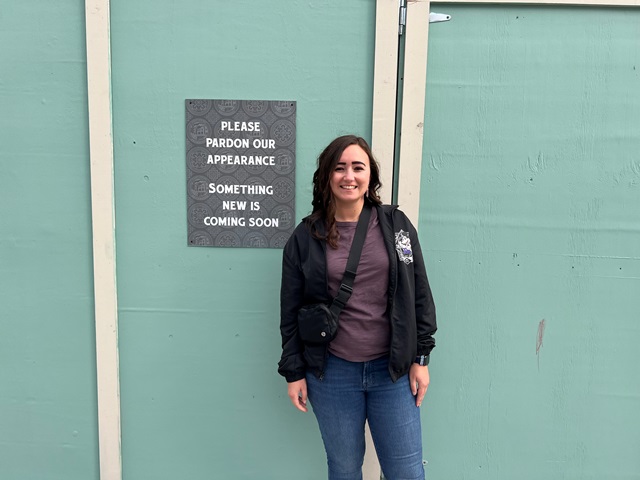 PLEASE
PARDON OUR
APPEARANCE
SOMETHING
NEW IS
COMING SOON